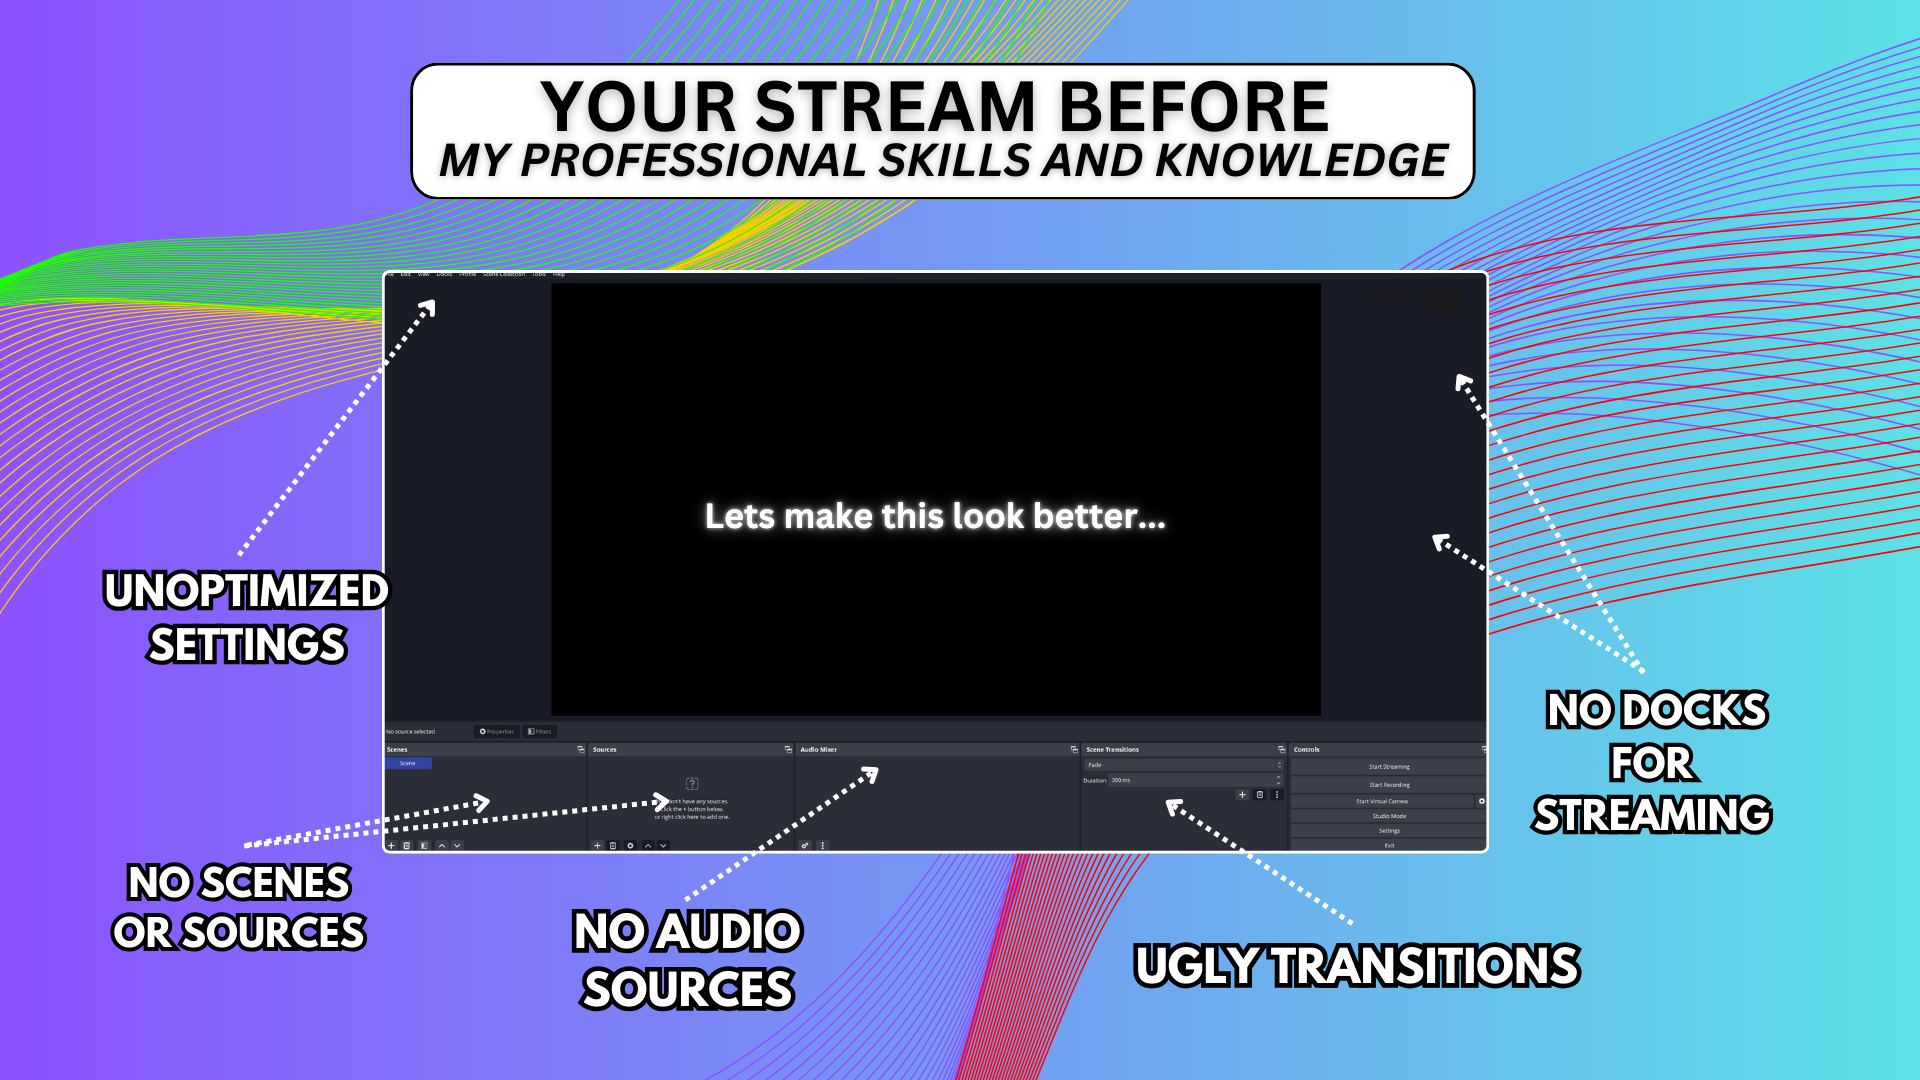 YOUR STREAM BEFORE
MY PROFESSIONAL SKILLS AND KNOWLEDGE
Edit View Docks Profile Scene Collection Tools Help
Lets make this look better...
UNOPTIMIZED
SETTINGS
NO DOCKS
FOR
STREAMING
No source selected
Properties
Filters
Scenes
Sources
Audio Mixer
Scene Transitions
Controls
Scene
don't have any sources.
lick the + button below,
or right click here to add one.
Fade
Duration 300 ms
Start Streaming
Start Recording
Start Virtual Camera
Studio Mode
Settings
Exit
NO SCENES
OR SOURCES
NO AUDIO
SOURCES
UGLY TRANSITIONS